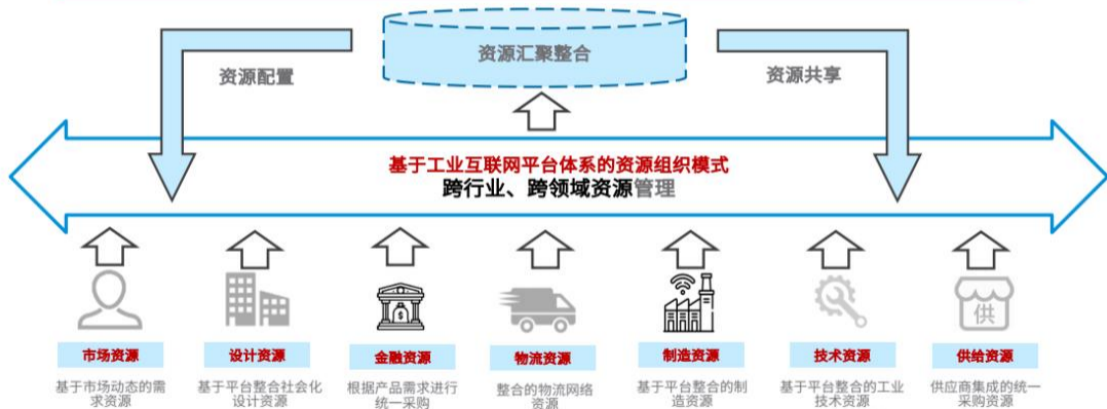 资源汇聚整合
资源配置
资源共享
基于工业互联网平台体系的资源组织模式
跨行业、跨领域资源管理
供
市场资源
设计资源
金融资源
物流资源
制造资源
技术资源
供给资源
基于市场动态的需
求资源
基于平台整合社会化
设计资源
根据产品需求进行
统一采购
整合的物流网络
资源
基于平台整合的制
造资源
基于平台整合的工业
技术资源
供应商集成的统一
采购资源